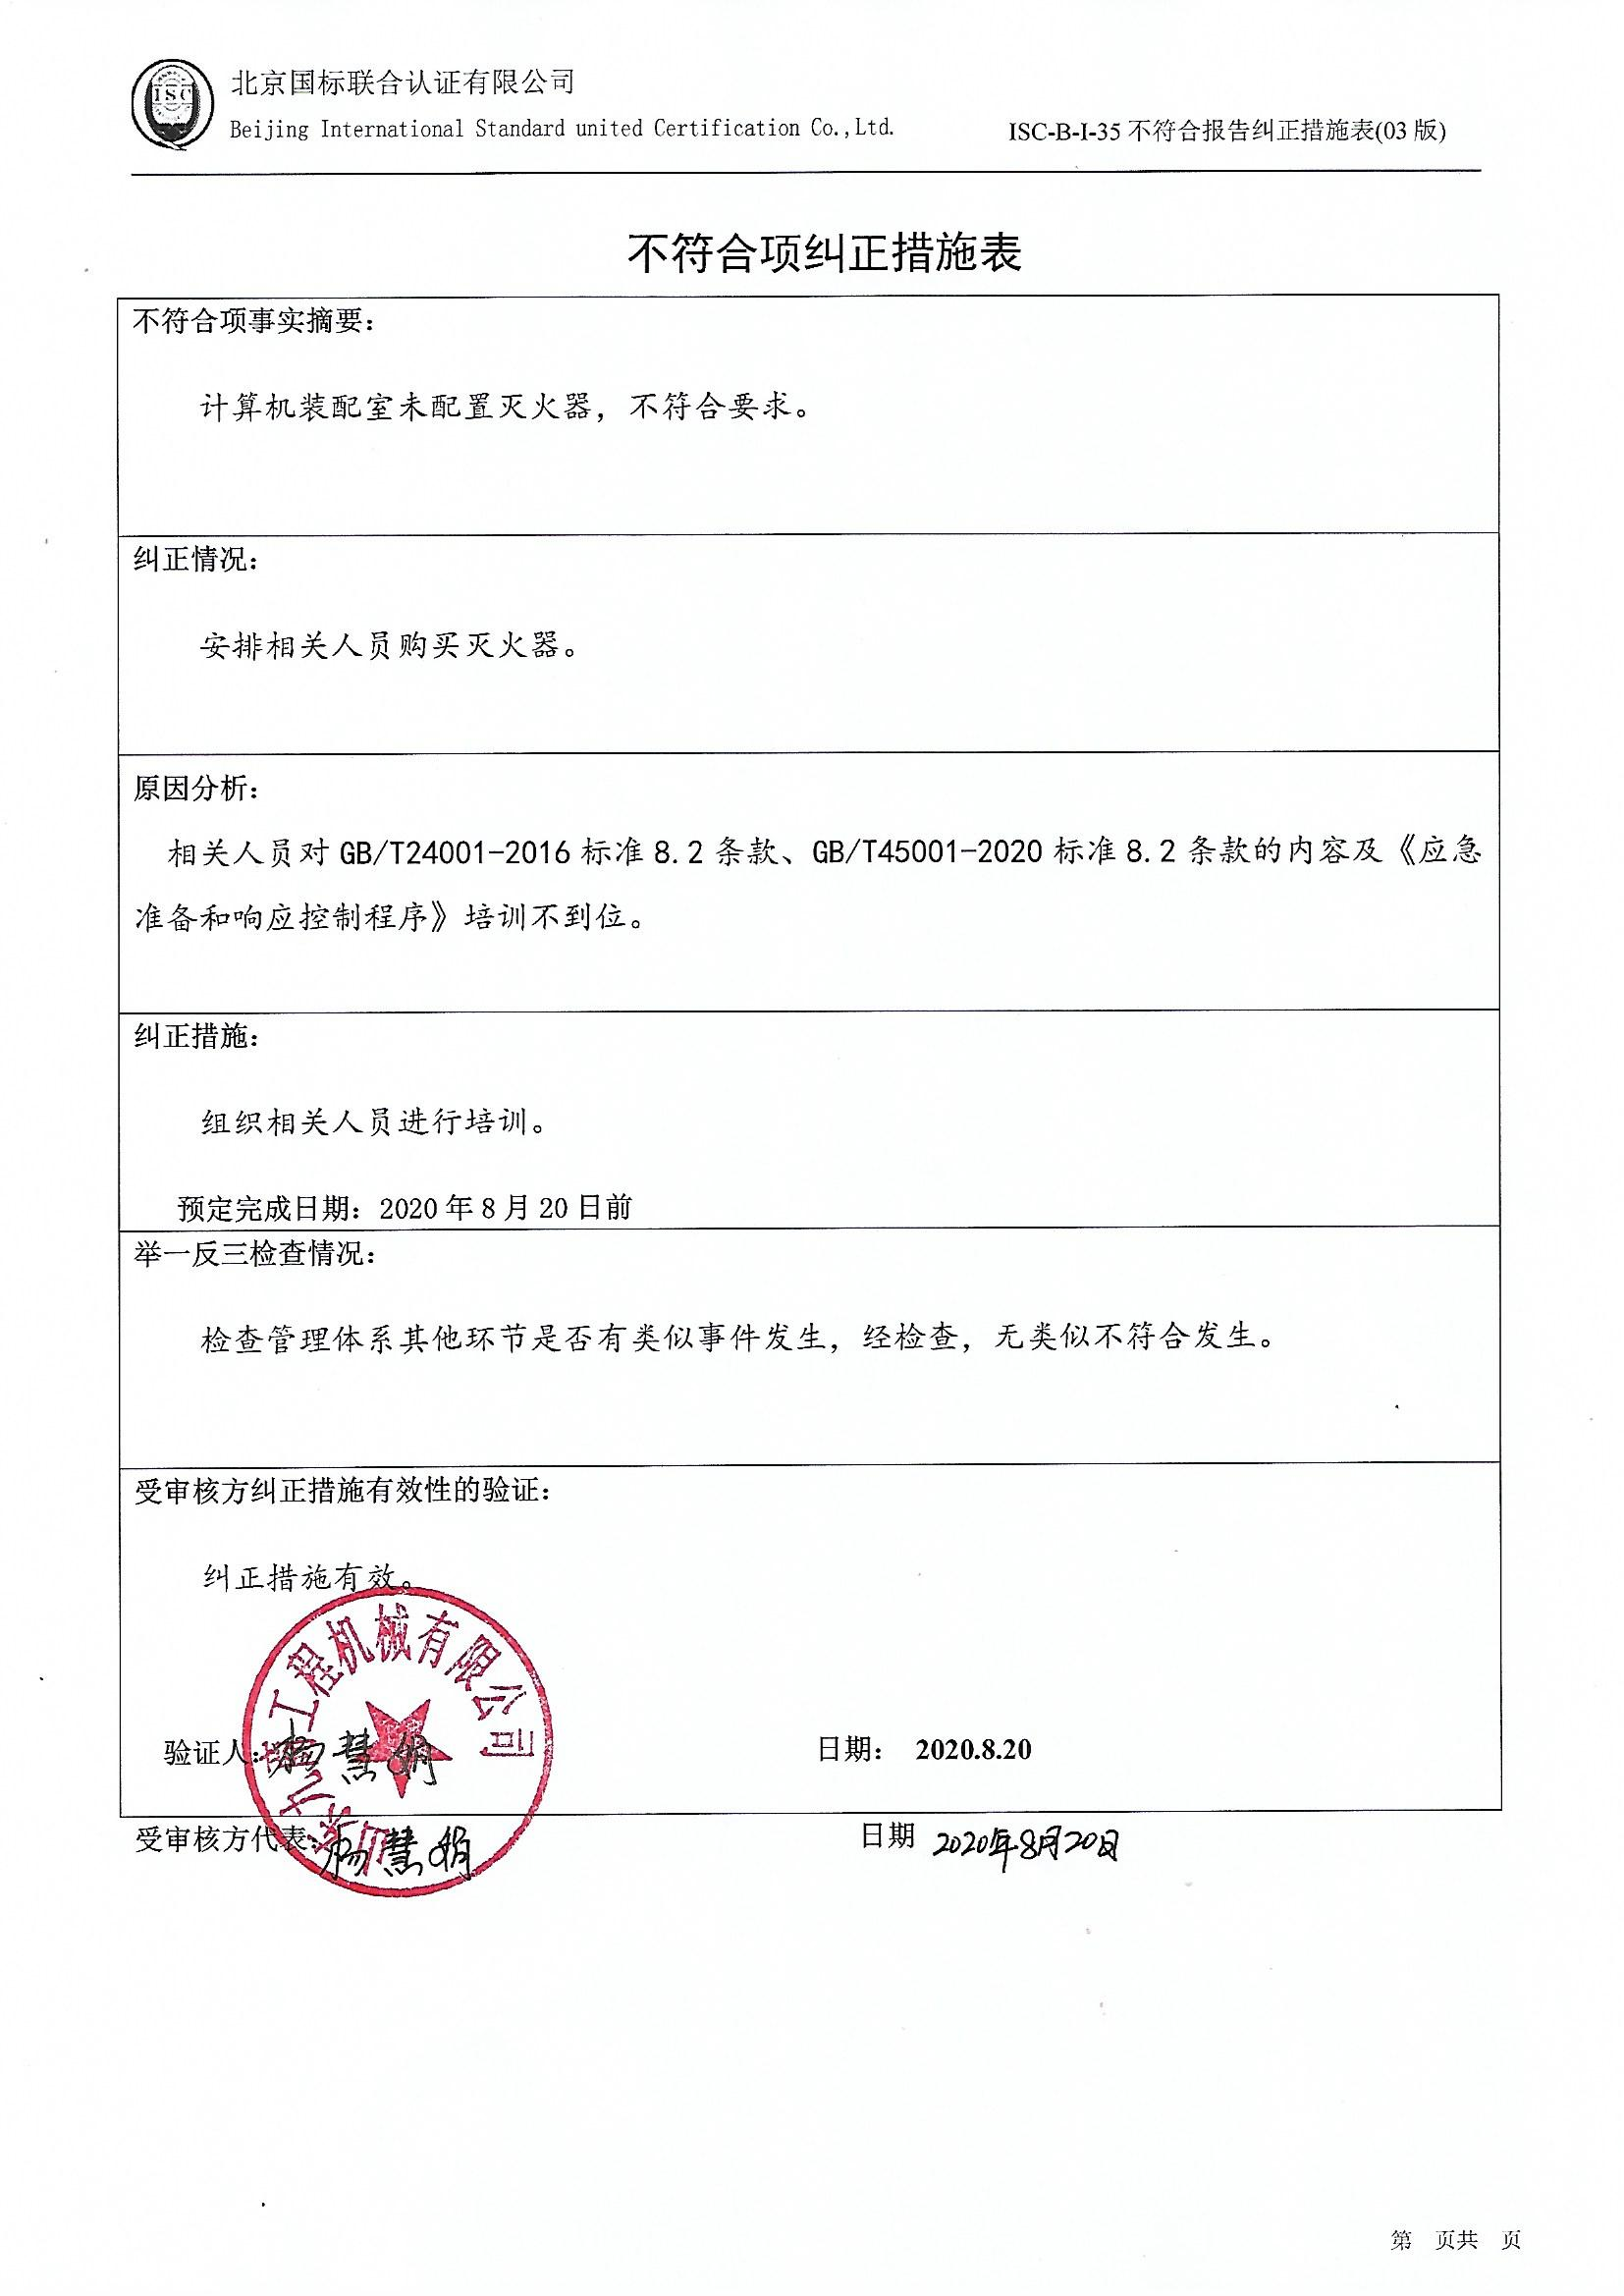 ISC
北京国标联合认证有限公司
Beijing International Standard united Certification Co.,Ltd.
ISC-B-I-35 不符合报告纠正措施表(03 版)
不符合项纠正措施表
不符合项事实摘要：
计算机装配室未配置灭火器，不符合要求。
纠正情况：
安排相关人员购买灭火器。
原因分析：
相关人员对 GB/T24001-2016 标准 8.2 条款、GB/T45001-2020 标准 8.2 条款的内容及《应急
准备和响应控制程序》培训不到位。
纠正措施：
组织相关人员进行培训。
预定完成日期：2020 年 8 月 20 日前
举一反三检查情况：
检查管理体系其他环节是否有类似事件发生，经检查，无类似不符合发生。
受审核方纠正措施有效性的验证：
纠正措施有效。
工程机械有限公司
验证人：杨慧娟
日期： 2020.8.20
受审核方代表：杨慧娟
日期 2020年8月20日
第 页共 页